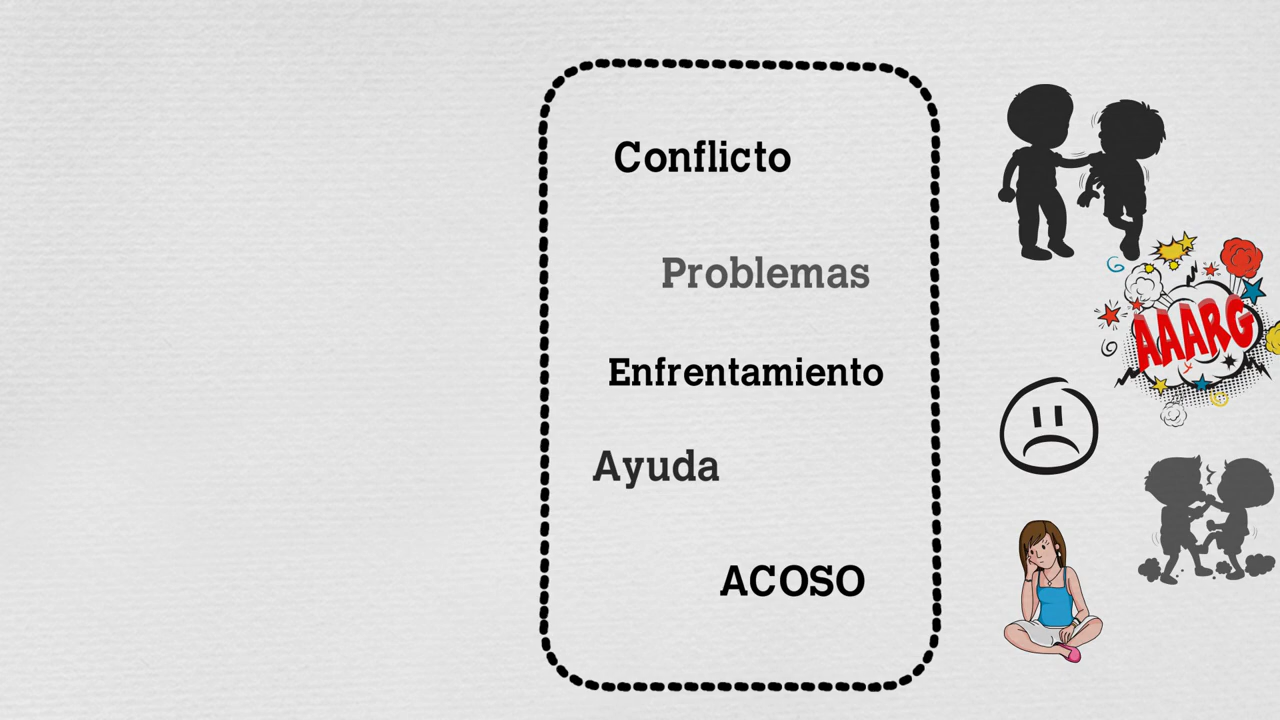 Conflicto
Problemas
AAARG
Enfrentamiento
Ayuda
ACOSO